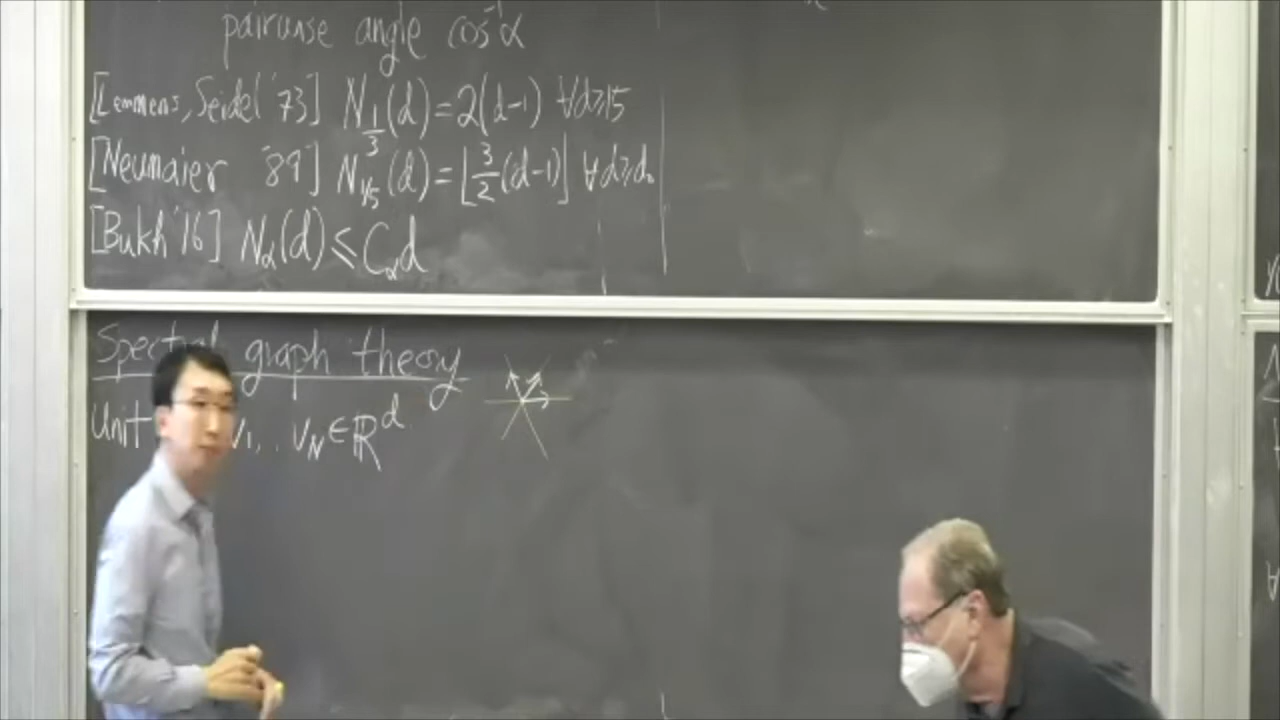 pairwise angle cos⁻¹α
[Lemmens, Seidel '73] N_{1/3}(d) = 2(d-1) ∀d≥15
[Neumaier '89] N_{1/5}(d) = ⌊3/2(d-1)⌋ ∀d≥d₀
[Bukh '16] N_α(d) ≤ C_α d
Spectral graph theory
Unit v₁, .. v_N ∈ ℝ^d